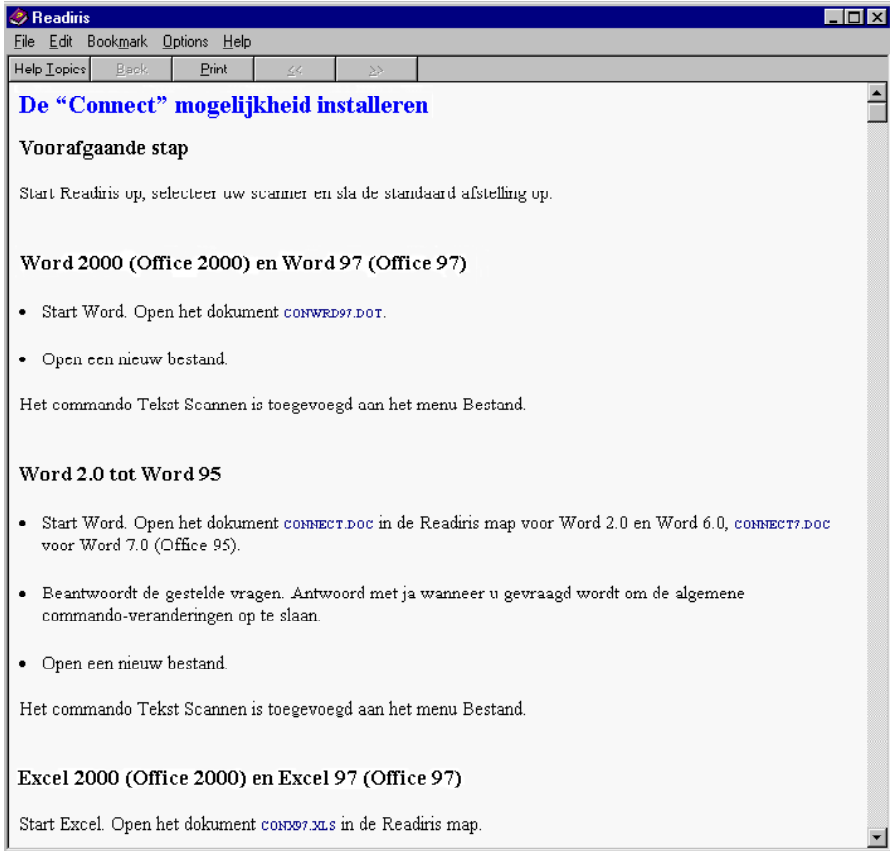 Readiris
File Edit Bookmark Options Help
Help Topics Back Print << >>
De “Connect” mogelijkheid installeren
Voorafgaande stap
Start Readiris op, selecteer uw scanner en sla de standaard afstelling op.
Word 2000 (Office 2000) en Word 97 (Office 97)
• Start Word. Open het dokument CONWRD97.DOT.
• Open een nieuw bestand.
Het commando Tekst Scannen is toegevoegd aan het menu Bestand.
Word 2.0 tot Word 95
• Start Word. Open het dokument CONNECT.DOC in de Readiris map voor Word 2.0 en Word 6.0, CONNECT7.DOC
voor Word 7.0 (Office 95).
• Beantwoordt de gestelde vragen. Antwoord met ja wanneer u gevraagd wordt om de algemene
commando-veranderingen op te slaan.
• Open een nieuw bestand.
Het commando Tekst Scannen is toegevoegd aan het menu Bestand.
Excel 2000 (Office 2000) en Excel 97 (Office 97)
Start Excel. Open het dokument CONX97.XLS in de Readiris map.